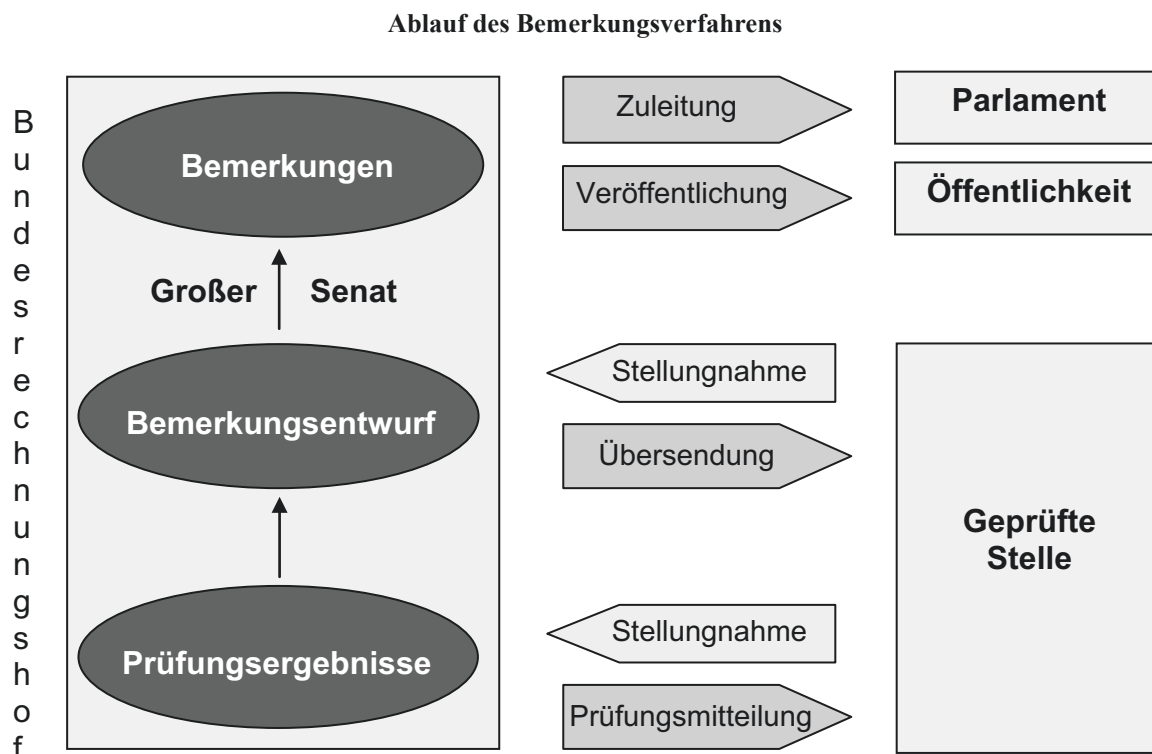 Ablauf des Bemerkungsverfahrens
Bundesrechnungshof
Bemerkungen
Großer Senat
Bemerkungsentwurf
Prüfungsergebnisse
Zuleitung
Veröffentlichung
Stellungnahme
Übersendung
Stellungnahme
Prüfungsmitteilung
Parlament
Öffentlichkeit
Geprüfte
Stelle